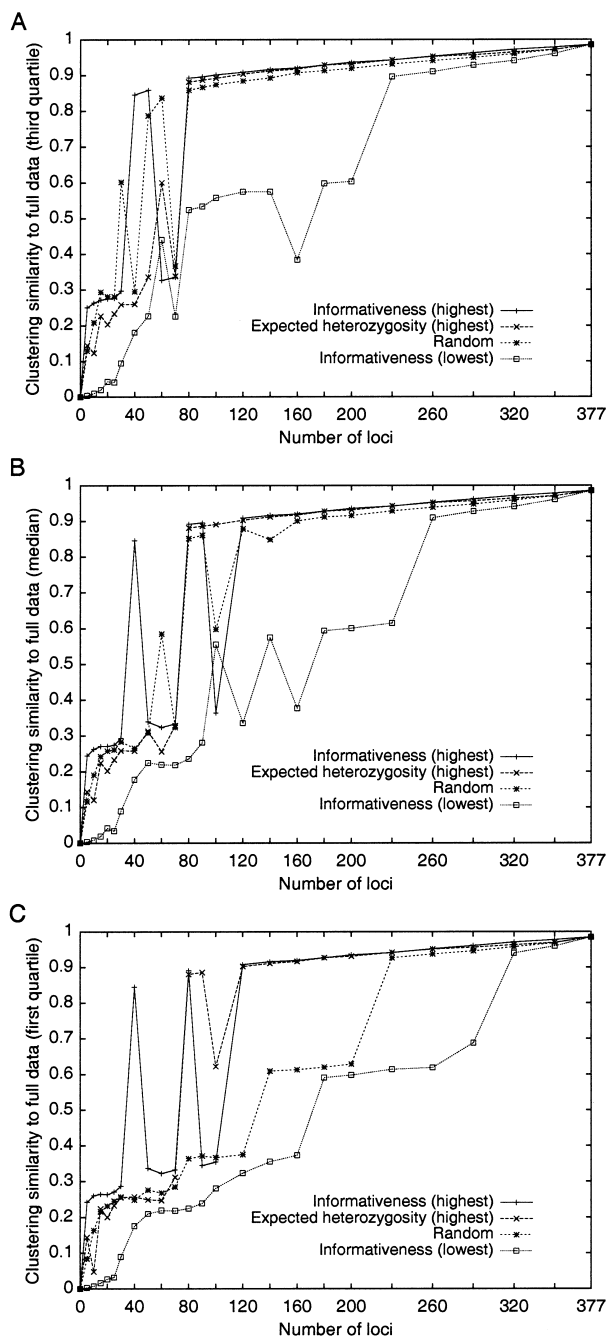 A
Clustering similarity to full data (third quartile)
1
0.9
0.8
0.7
0.6
0.5
0.4
0.3
0.2
0.1
0
Informativeness (highest)
Expected heterozygosity (highest)
Random
Informativeness (lowest)
0 40 80 120 160 200 260 320 377
Number of loci
B
Clustering similarity to full data (median)
1
0.9
0.8
0.7
0.6
0.5
0.4
0.3
0.2
0.1
0
Informativeness (highest)
Expected heterozygosity (highest)
Random
Informativeness (lowest)
0 40 80 120 160 200 260 320 377
Number of loci
C
Clustering similarity to full data (first quartile)
1
0.9
0.8
0.7
0.6
0.5
0.4
0.3
0.2
0.1
0
Informativeness (highest)
Expected heterozygosity (highest)
Random
Informativeness (lowest)
0 40 80 120 160 200 260 320 377
Number of loci